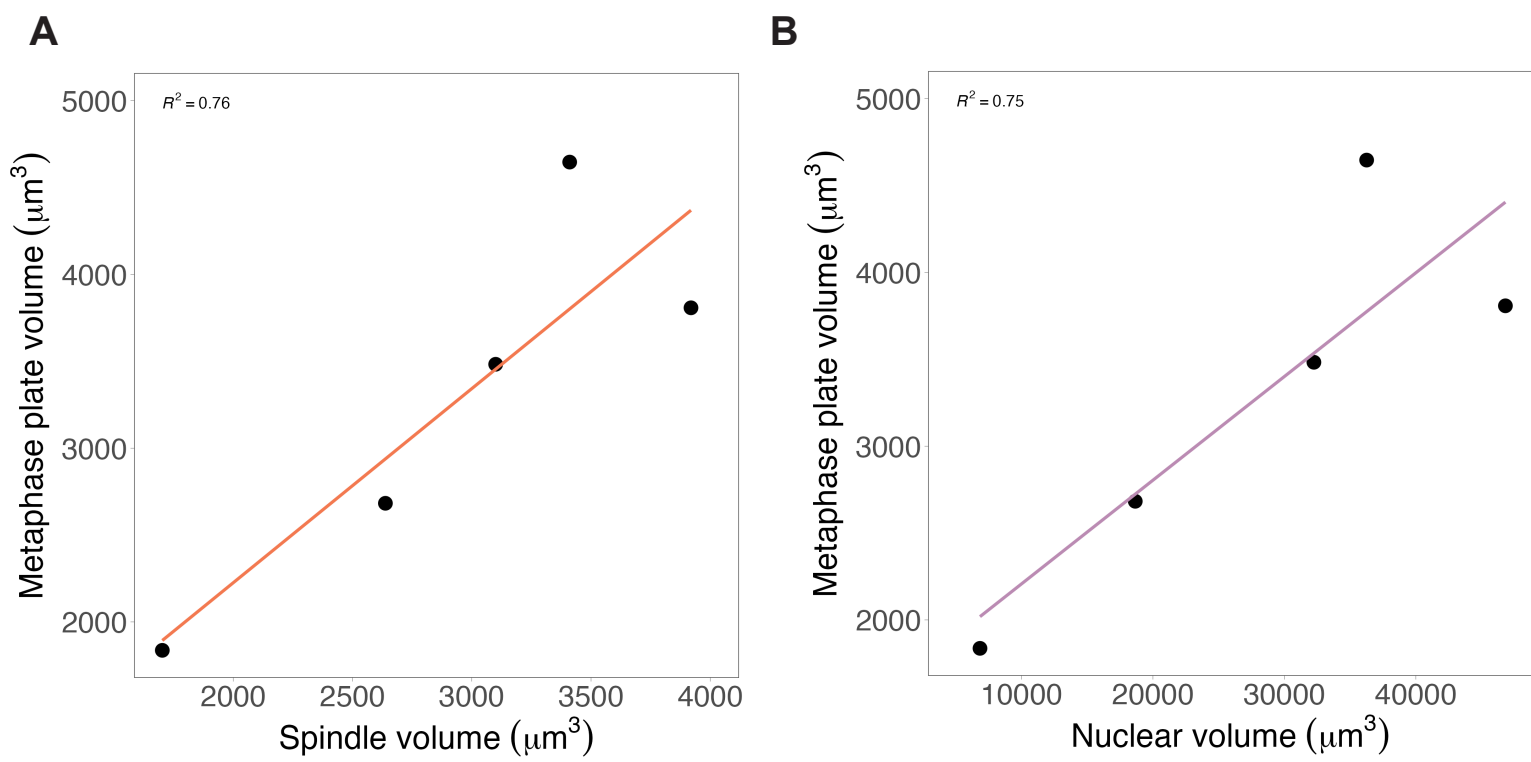 A
R² = 0.76
Metaphase plate volume (μm³)
5000
4000
3000
2000
2000 2500 3000 3500 4000
Spindle volume (μm³)
B
R² = 0.75
Metaphase plate volume (μm³)
5000
4000
3000
2000
10000 20000 30000 40000
Nuclear volume (μm³)